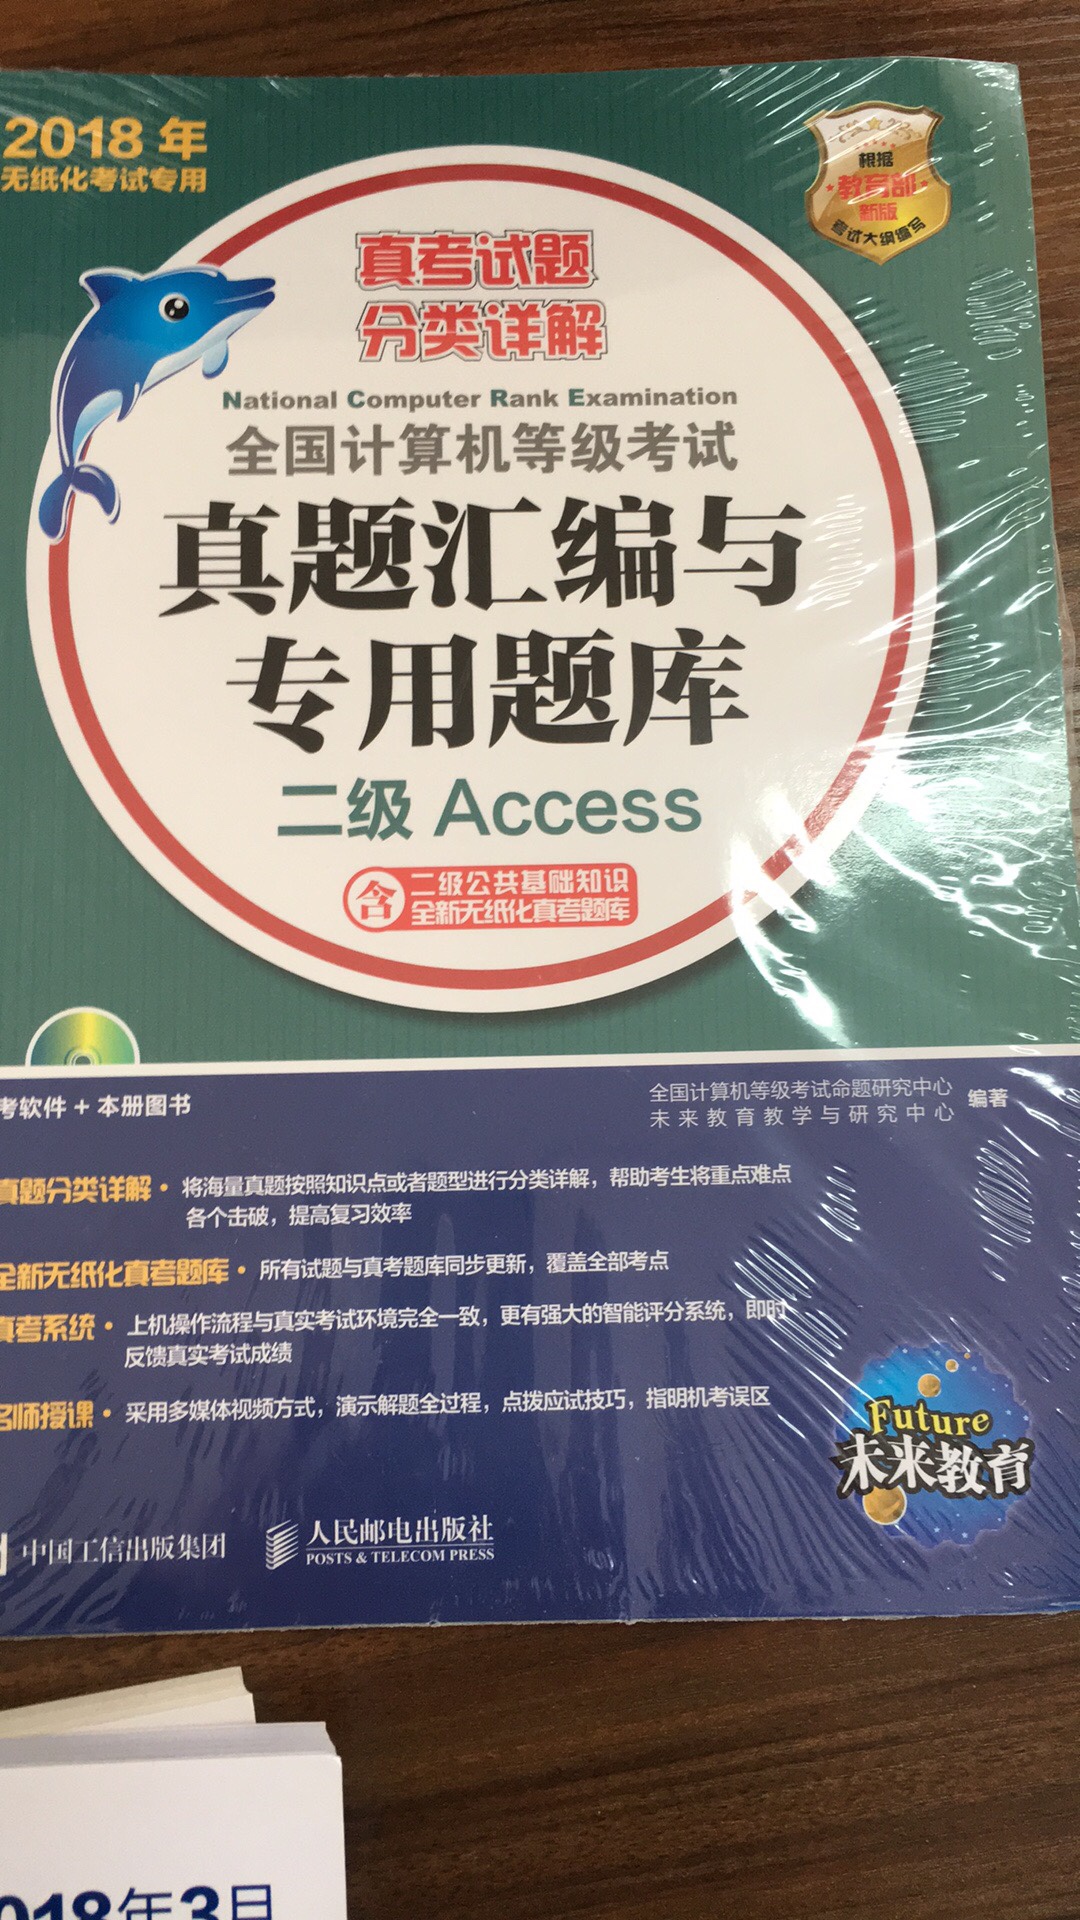 2018年
无纸化考试专用
根据
教育部
新版
考试大纲编写
真考试题
分类详解
National Computer Rank Examination
全国计算机等级考试
真题汇编与
专用题库
二级 Access
含
二级公共基础知识
全新无纸化真考题库
考软件 + 本册图书
全国计算机等级考试命题研究中心
未来教育教学与研究中心
编著
真题分类详解 • 将海量真题按照知识点或者题型进行分类详解，帮助考生将重点难点
各个击破，提高复习效率
全新无纸化真考题库 • 所有试题与真考题库同步更新，覆盖全部考点
真考系统 • 上机操作流程与真实考试环境完全一致，更有强大的智能评分系统，即时
反馈真实考试成绩
名师授课 • 采用多媒体视频方式，演示解题全过程，点拨应试技巧，指明机考误区
Future
未来教育
中国工信出版集团
人民邮电出版社
POSTS & TELECOM PRESS
018年3月